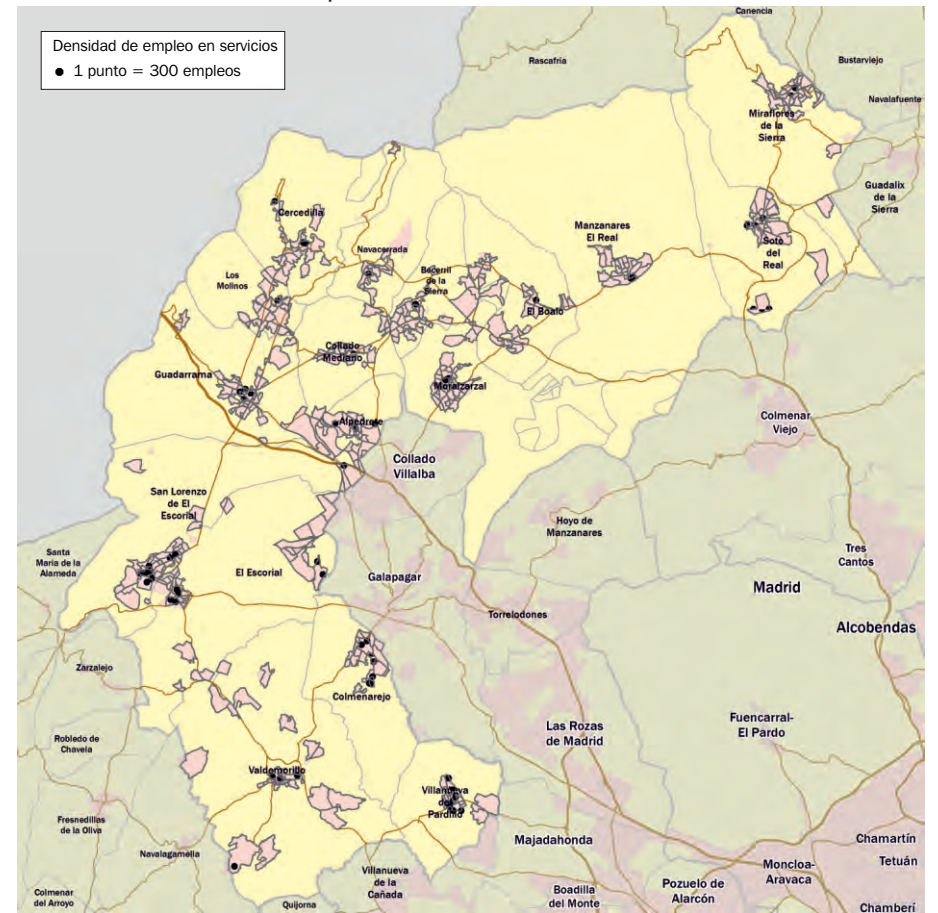 Densidad de empleo en servicios
1 punto = 300 empleos
Canencia
Rascafría
Bustarviejo
Navalafuente
Miraflores
de la
Sierra
Guadalix
de la
Sierra
Cercedilla
Manzanares
El Real
Soto
del
Real
Navacerrada
Los
Molinos
Becerril
de la
Sierra
El Boalo
Collado
Mediano
Guadarrama
Moralzarzal
Alpedrete
Colmenar
Viejo
Collado
Villalba
San Lorenzo
de El
Escorial
Hoyo de
Manzanares
Santa
María de la
Alameda
El Escorial
Galapagar
Tres
Cantos
Madrid
Torrelodones
Alcobendas
Zarzalejo
Colmenarejo
Robledo de
Chavela
Las Rozas
de Madrid
Fuencarral-
El Pardo
Valdemorillo
Villanueva
del
Pardillo
Fresnedillas
de la Oliva
Navalagamella
Majadahonda
Chamartín
Tetuán
Moncloa-
Aravaca
Villanueva
de la
Cañada
Pozuelo de
Alarcón
Boadilla
del Monte
Colmenar
del Arroyo
Quijorna
Chamberí